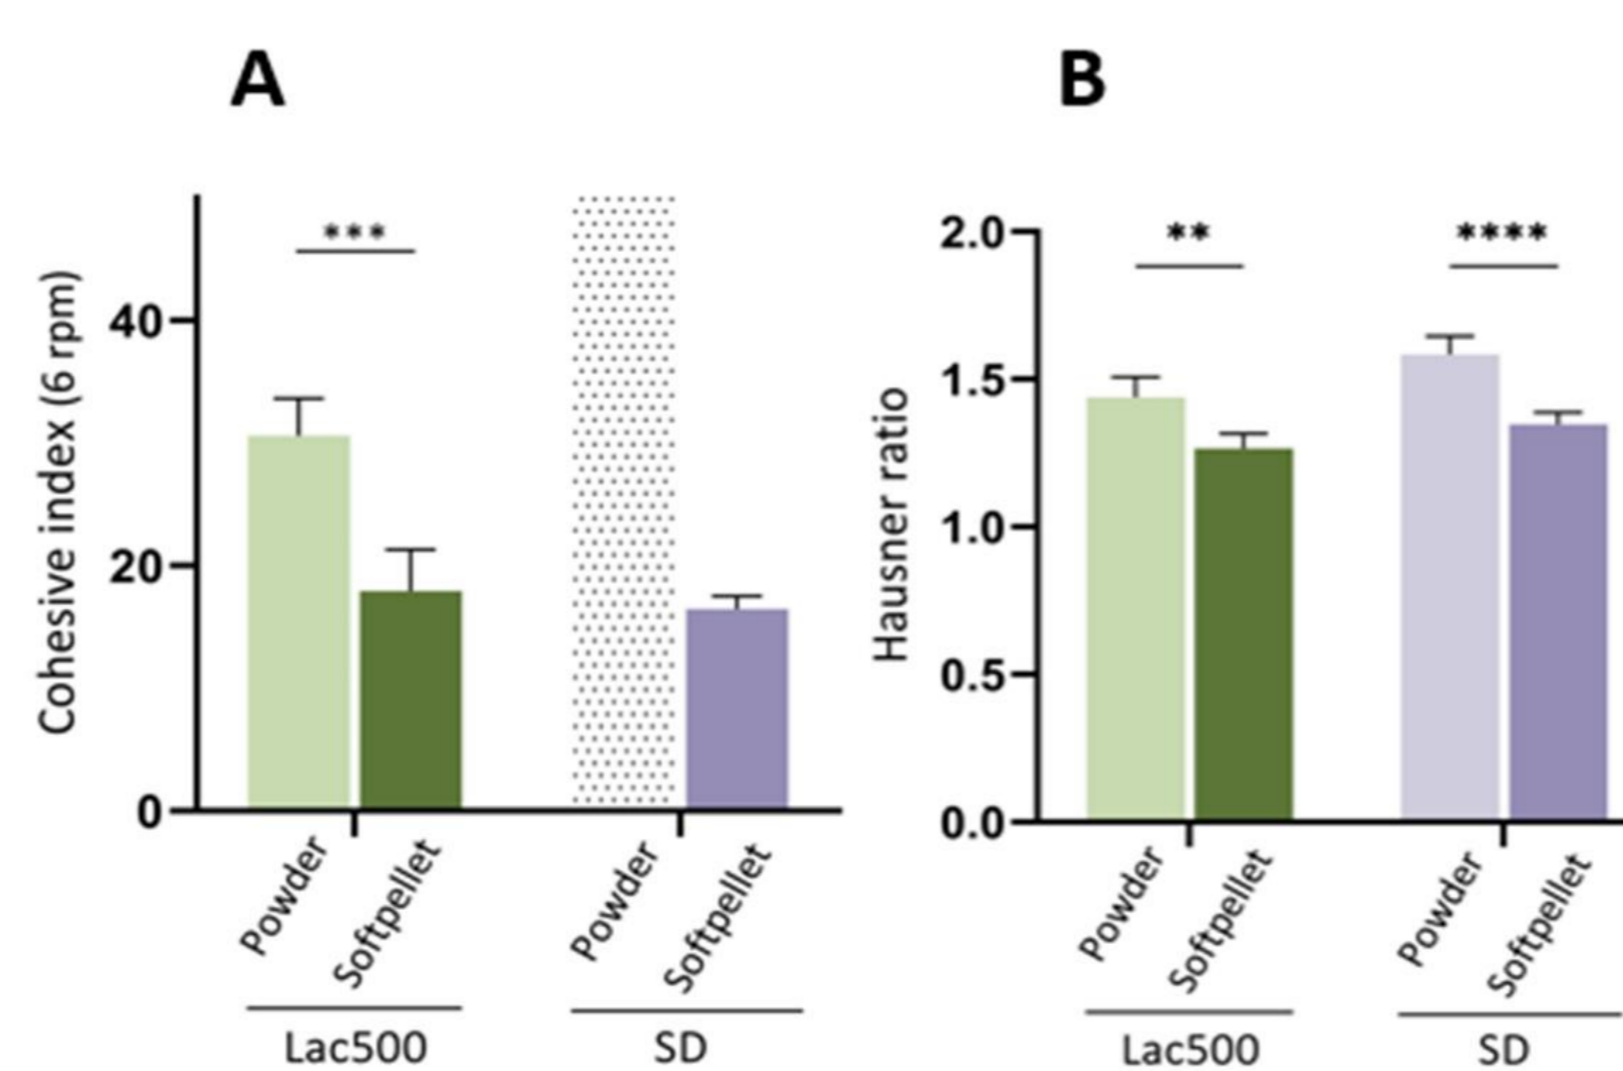 A
Cohesive index (6 rpm)
***
40
20
0
Powder
Softpellet
Powder
Softpellet
Lac500
SD
B
Hausner ratio
**
****
2.0
1.5
1.0
0.5
0.0
Powder
Softpellet
Powder
Softpellet
Lac500
SD